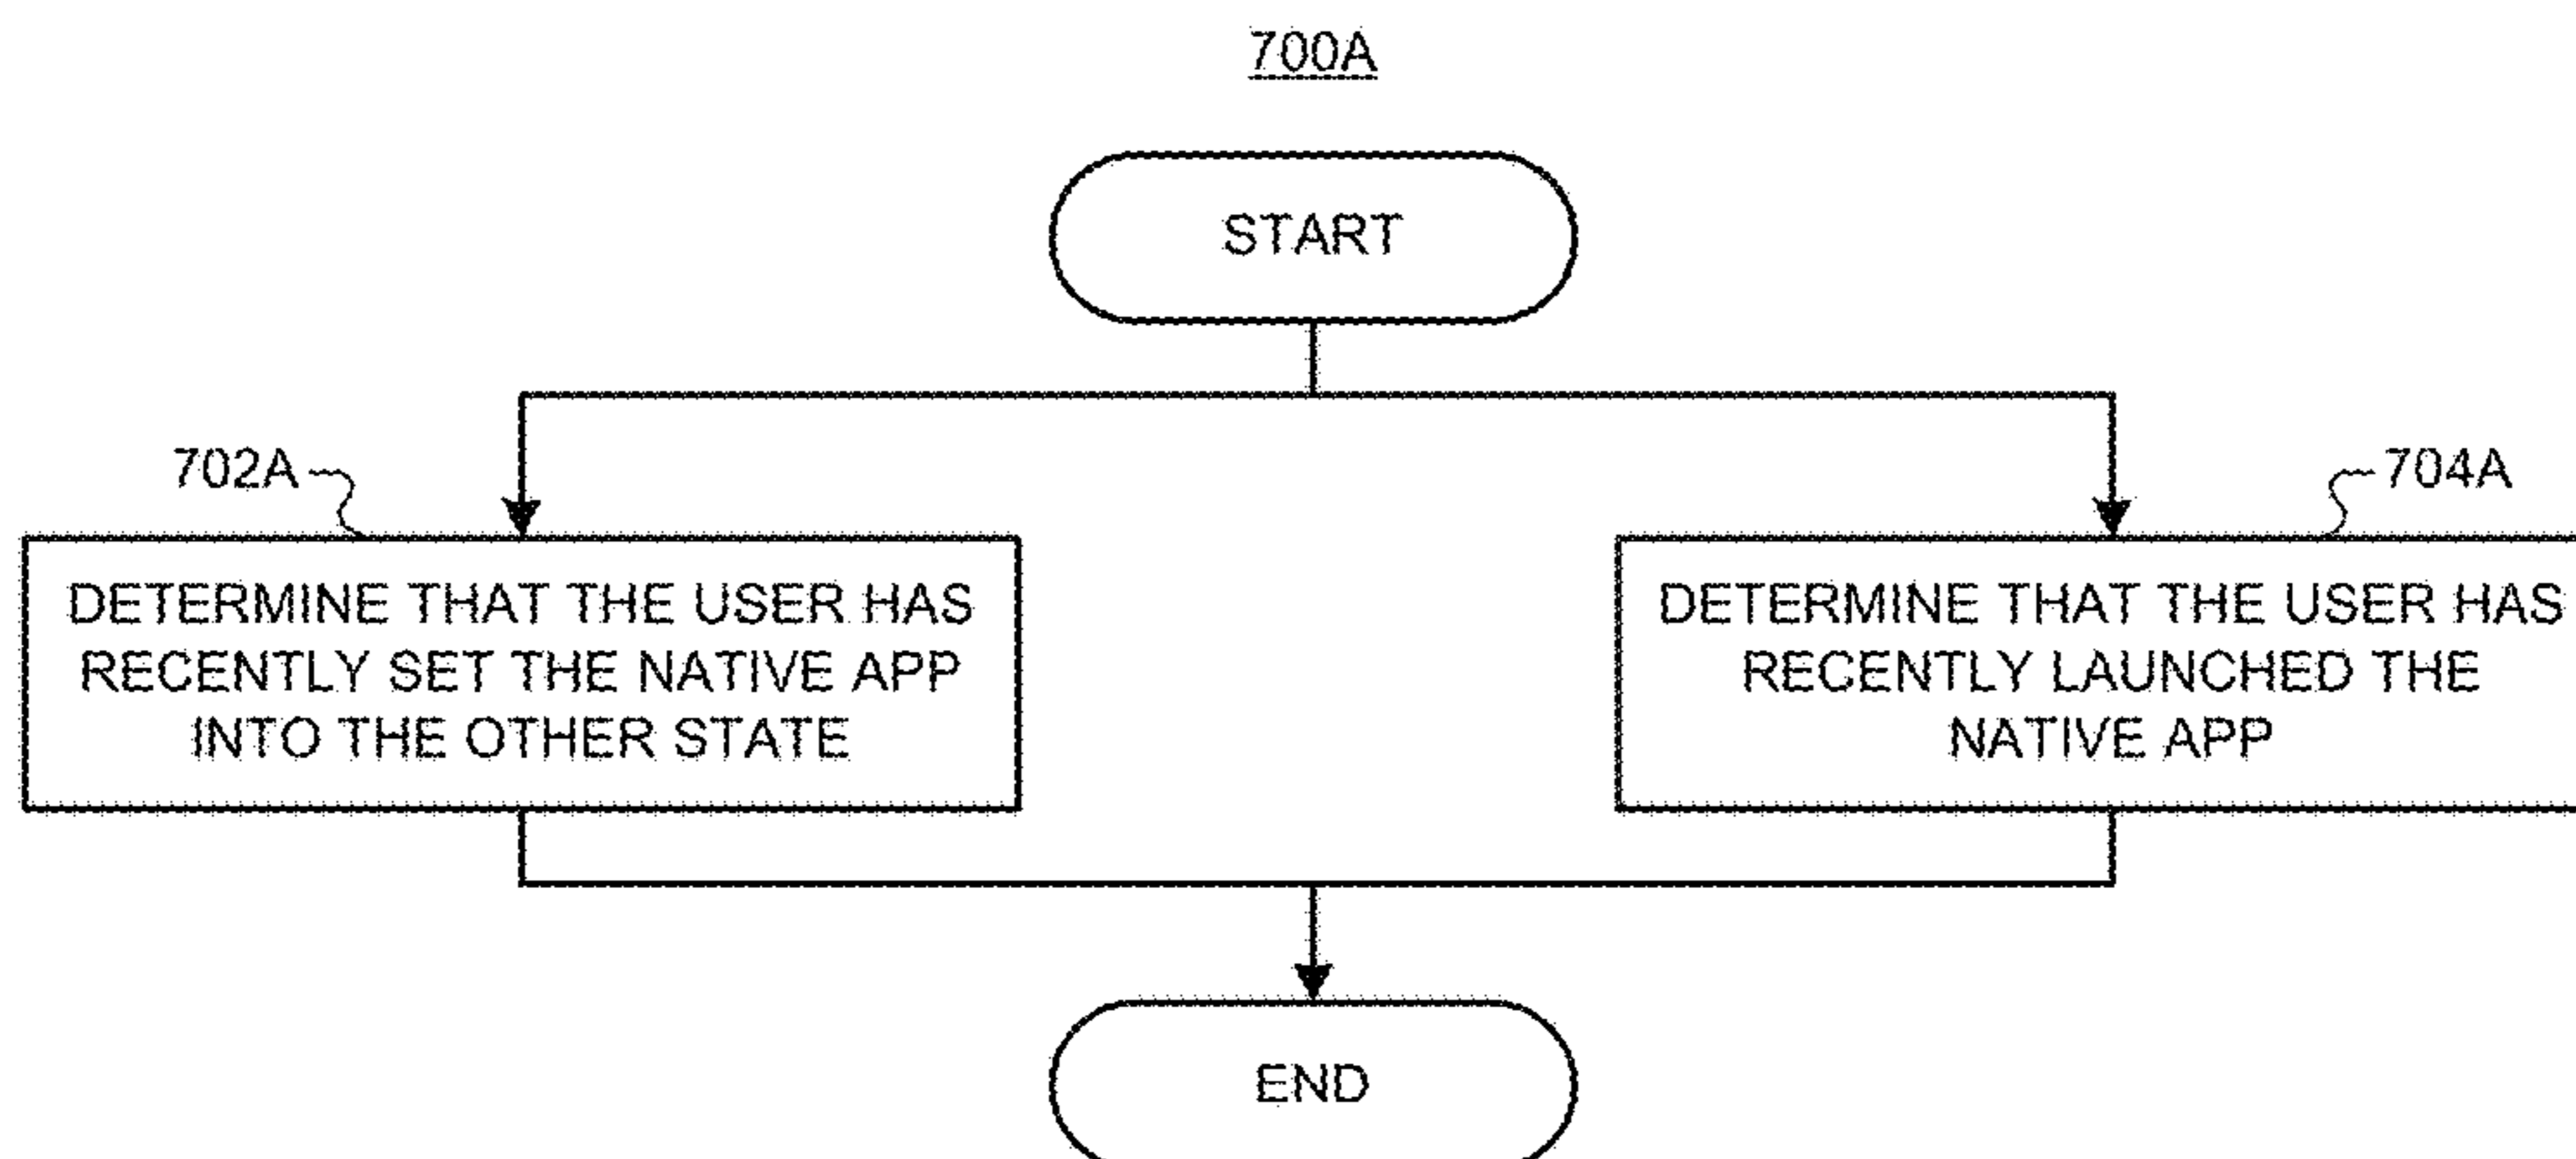 700A
START
702A
704A
DETERMINE THAT THE USER HAS
RECENTLY SET THE NATIVE APP
INTO THE OTHER STATE
DETERMINE THAT THE USER HAS
RECENTLY LAUNCHED THE
NATIVE APP
END